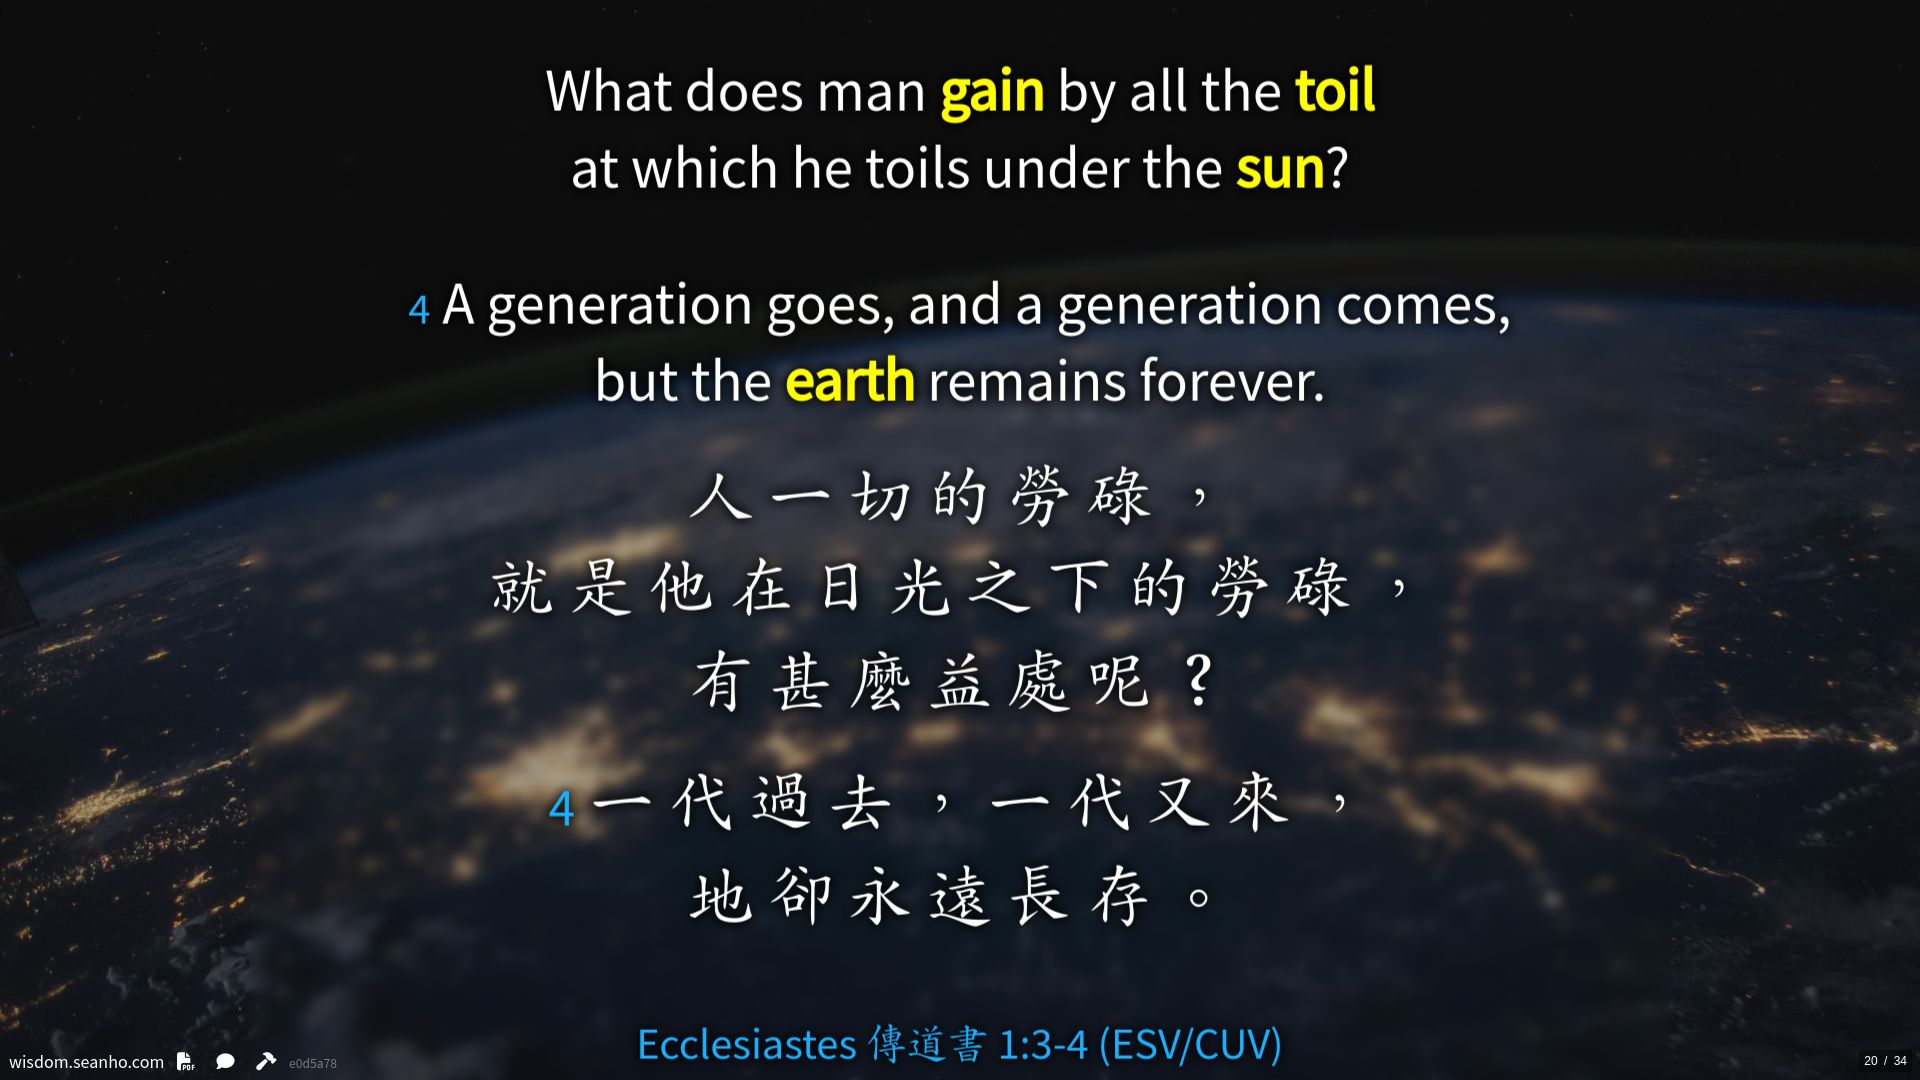 What does man gain by all the toil
at which he toils under the sun?
4 A generation goes, and a generation comes,
but the earth remains forever.
人一切的勞碌，
就是他在日光之下的勞碌，
有甚麼益處呢？
4 一代過去，一代又來，
地卻永遠長存。
Ecclesiastes 傳道書 1:3-4 (ESV/CUV)
wisdom.seanho.com PDF e0d5a78
20 / 34